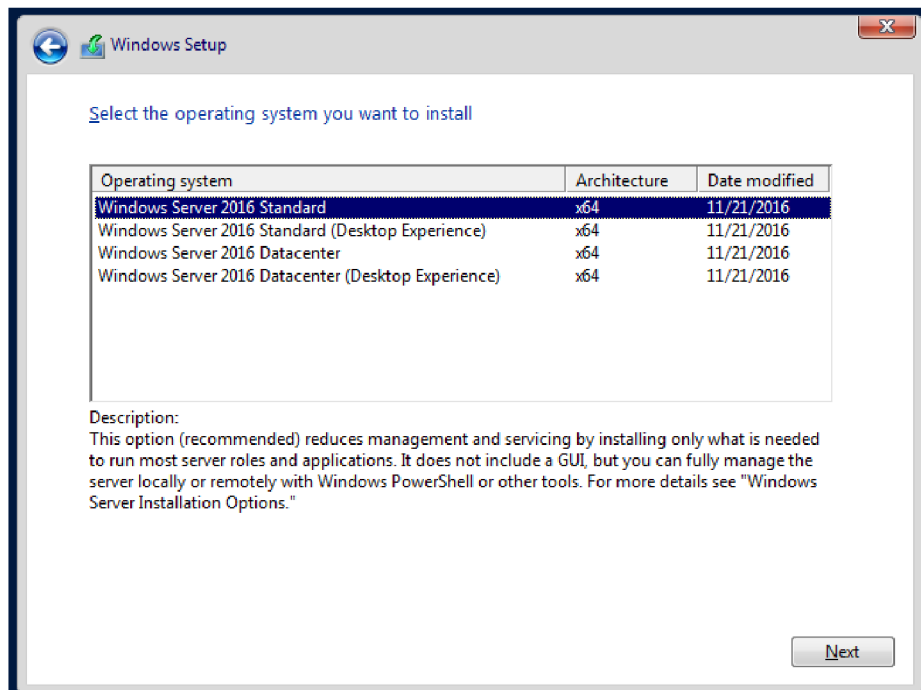 Windows Setup
Select the operating system you want to install
Operating system Architecture Date modified
Windows Server 2016 Standard x64 11/21/2016
Windows Server 2016 Standard (Desktop Experience) x64 11/21/2016
Windows Server 2016 Datacenter x64 11/21/2016
Windows Server 2016 Datacenter (Desktop Experience) x64 11/21/2016
Description:
This option (recommended) reduces management and servicing by installing only what is needed
to run most server roles and applications. It does not include a GUI, but you can fully manage the
server locally or remotely with Windows PowerShell or other tools. For more details see "Windows
Server Installation Options."
Next